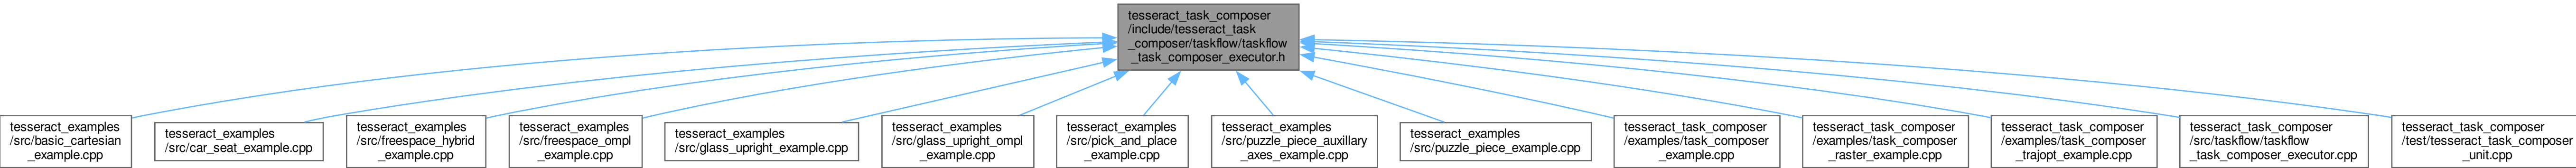 tesseract_task_composer
/include/tesseract_task
_composer/taskflow/taskflow
_task_composer_executor.h
tesseract_examples
/src/basic_cartesian
_example.cpp
tesseract_examples
/src/car_seat_example.cpp
tesseract_examples
/src/freespace_hybrid
_example.cpp
tesseract_examples
/src/freespace_ompl
_example.cpp
tesseract_examples
/src/glass_upright_example.cpp
tesseract_examples
/src/glass_upright_ompl
_example.cpp
tesseract_examples
/src/pick_and_place
_example.cpp
tesseract_examples
/src/puzzle_piece_auxillary
_axes_example.cpp
tesseract_examples
/src/puzzle_piece_example.cpp
tesseract_task_composer
/examples/task_composer
_example.cpp
tesseract_task_composer
/examples/task_composer
_raster_example.cpp
tesseract_task_composer
/examples/task_composer
_trajopt_example.cpp
tesseract_task_composer
/src/taskflow/taskflow
_task_composer_executor.cpp
tesseract_task_composer
/test/tesseract_task_composer
_unit.cpp